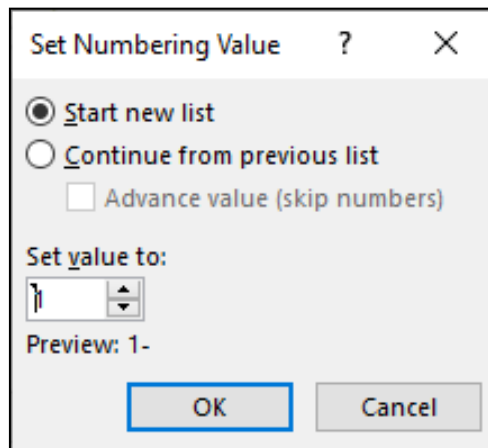 Set Numbering Value ? ×
Start new list
Continue from previous list
Advance value (skip numbers)
Set value to:
1
Preview: 1-
OK Cancel